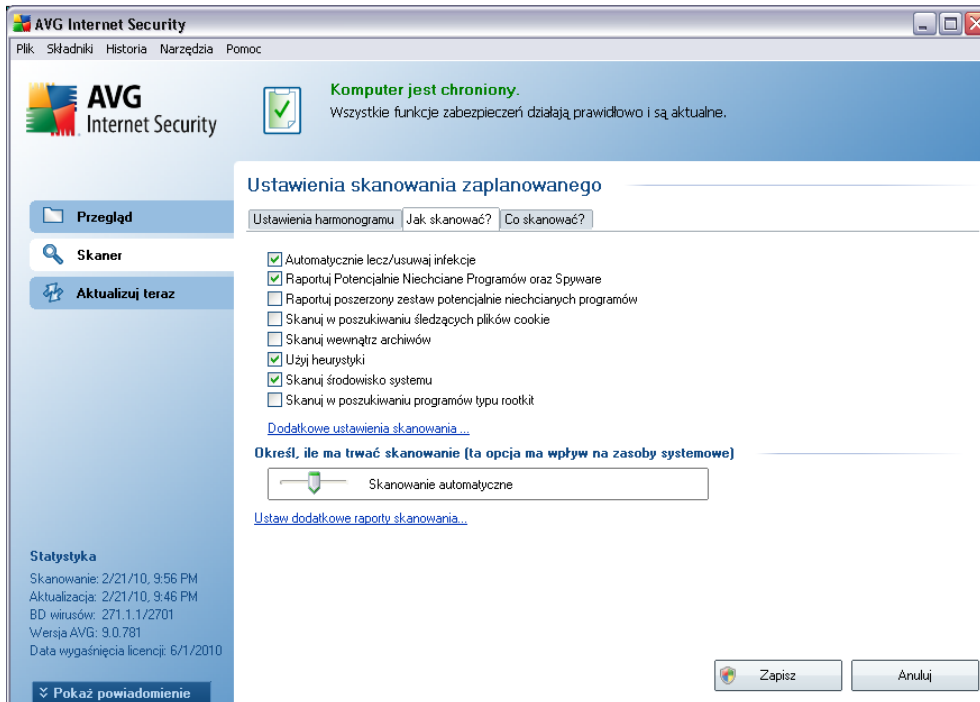 AVG Internet Security
Plik Składniki Historia Narzędzia Pomoc
AVG
Internet Security
Komputer jest chroniony.
Wszystkie funkcje zabezpieczeń działają prawidłowo i są aktualne.
Przegląd
Skaner
Aktualizuj teraz
Ustawienia skanowania zaplanowanego
Ustawienia harmonogramu Jak skanować? Co skanować?
Automatycznie lecz/usuwaj infekcje
Raportuj Potencjalnie Niechciane Programów oraz Spyware
Raportuj poszerzony zestaw potencjalnie niechcianych programów
Skanuj w poszukiwaniu śledzących plików cookie
Skanuj wewnątrz archiwów
Użyj heurystyki
Skanuj środowisko systemu
Skanuj w poszukiwaniu programów typu rootkit
Dodatkowe ustawienia skanowania ...
Określ, ile ma trwać skanowanie (ta opcja ma wpływ na zasoby systemowe)
Skanowanie automatyczne
Ustaw dodatkowe raporty skanowania...
Statystyka
Skanowanie: 2/21/10, 9:56 PM
Aktualizacja: 2/21/10, 9:46 PM
BD wirusów: 271.1.1/2701
Wersja AVG: 9.0.781
Data wygaśnięcia licencji: 6/1/2010
Pokaż powiadomienie
Zapisz
Anuluj